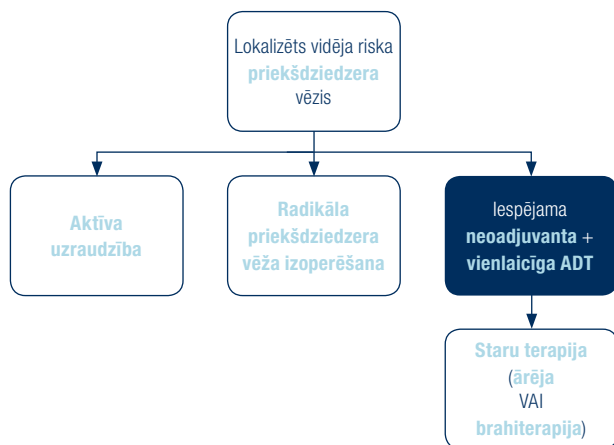 Lokalizēts vidēja riska
priekšdziedzera
vēzis
Aktīva
uzraudzība
Radikāla
priekšdziedzera
vēža izoperēšana
Iespējama
neoadjuvanta +
vienlaicīga ADT
Staru terapija
(ārēja
VAI
brahiterapija)